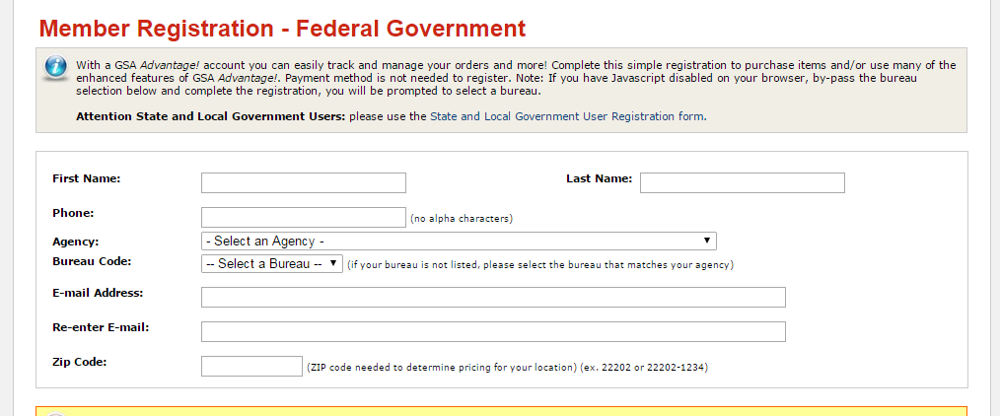 Member Registration - Federal Government
With a GSA Advantage! account you can easily track and manage your orders and more! Complete this simple registration to purchase items and/or use many of the
enhanced features of GSA Advantage!. Payment method is not needed to register. Note: If you have Javascript disabled on your browser, by-pass the bureau
selection below and complete the registration, you will be prompted to select a bureau.
Attention State and Local Government Users: please use the State and Local Government User Registration form.
First Name: Last Name:
Phone: (no alpha characters)
Agency: - Select an Agency -
Bureau Code: -- Select a Bureau -- (if your bureau is not listed, please select the bureau that matches your agency)
E-mail Address:
Re-enter E-mail:
Zip Code: (ZIP code needed to determine pricing for your location) (ex. 22202 or 22202-1234)